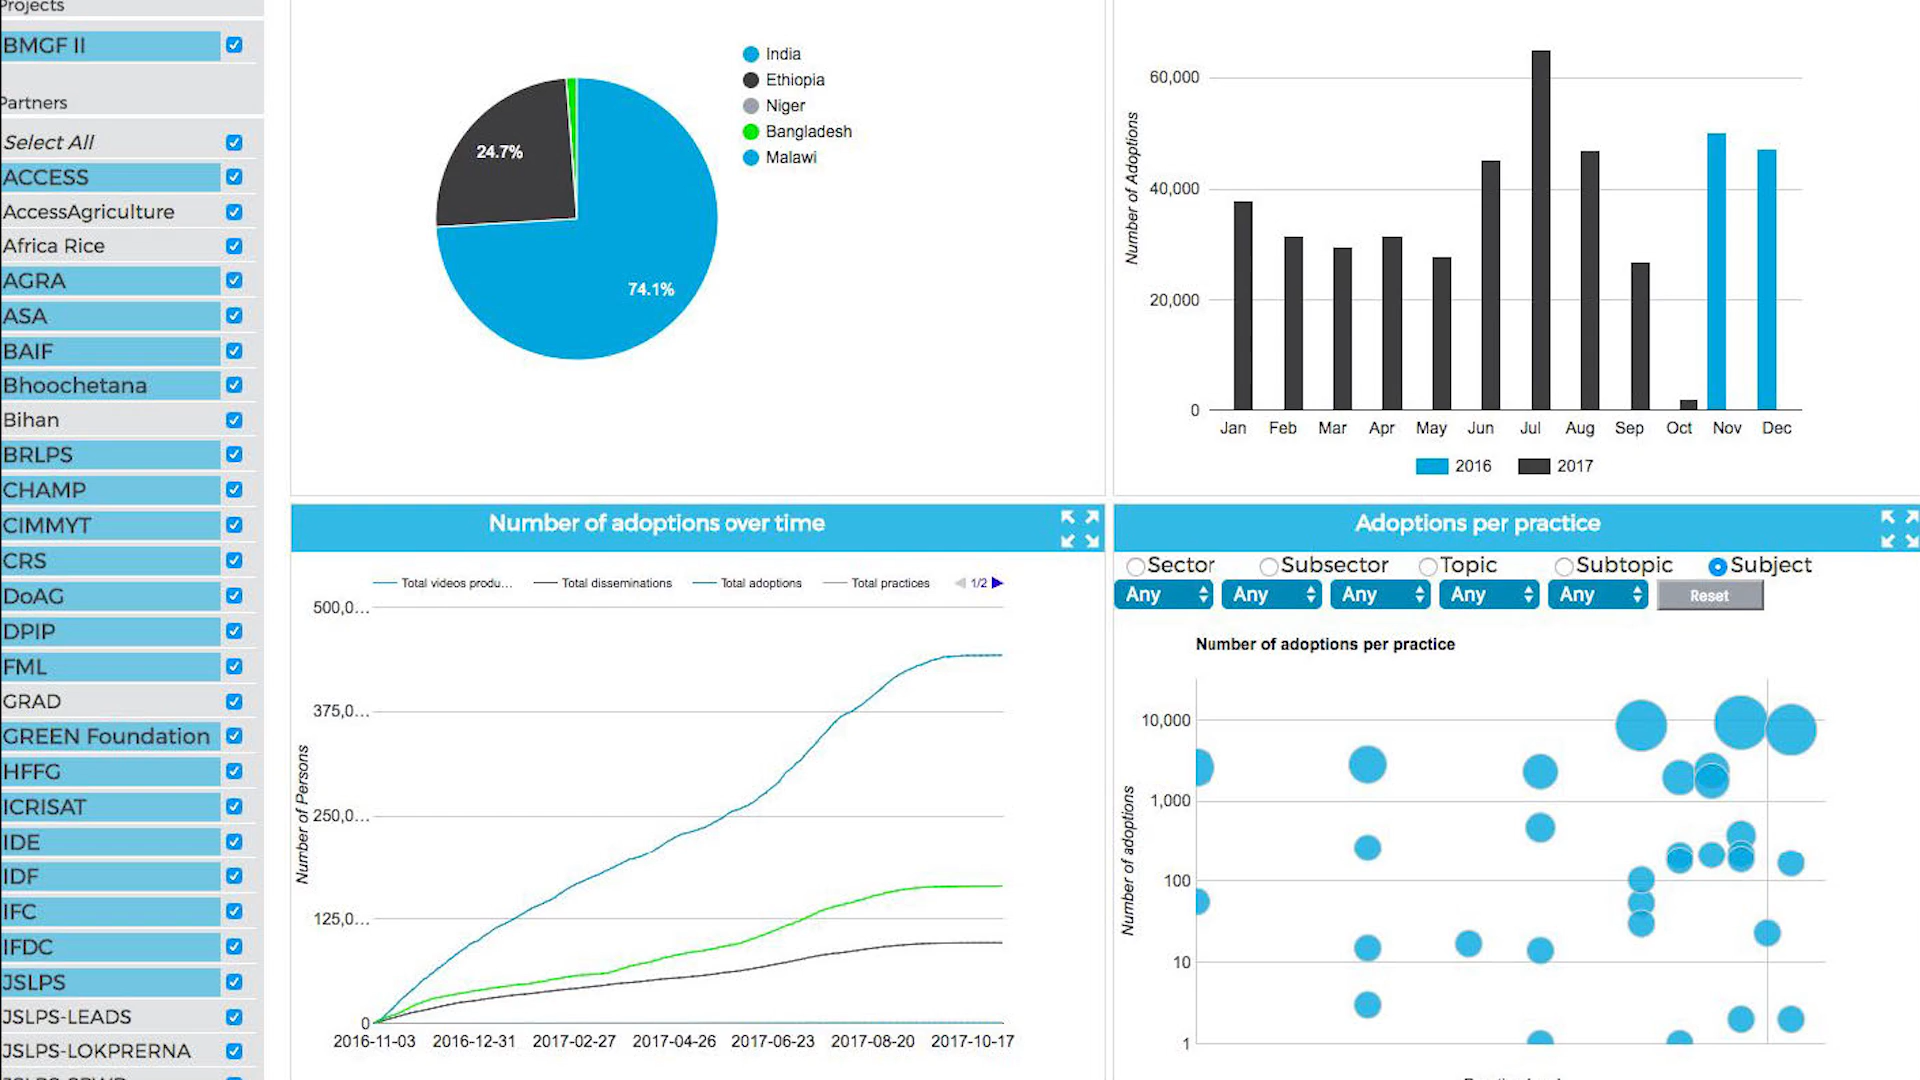 Projects
BMGF II
Partners
Select All
ACCESS
AccessAgriculture
Africa Rice
AGRA
ASA
BAIF
Bhoochetana
Bihan
BRLPS
CHAMP
CIMMYT
CRS
DoAG
DPIP
FML
GRAD
GREEN Foundation
HFFG
ICRISAT
IDE
IDF
IFC
IFDC
JSLPS
JSLPS-LEADS
JSLPS-LOKPRERNA
India
Ethiopia
Niger
Bangladesh
Malawi
24.7%
74.1%
Number of Adoptions
60,000
40,000
20,000
0
Jan Feb Mar Apr May Jun Jul Aug Sep Oct Nov Dec
2016 2017
Number of adoptions over time
Total videos produ... Total disseminations Total adoptions Total practices 1/2
Number of Persons
500,0...
375,0...
250,0...
125,0...
0
2016-11-03 2016-12-31 2017-02-27 2017-04-26 2017-06-23 2017-08-20 2017-10-17
Adoptions per practice
Sector Subsector Topic Subtopic Subject
Any Any Any Any Any Reset
Number of adoptions per practice
Number of adoptions
10,000
1,000
100
10
1